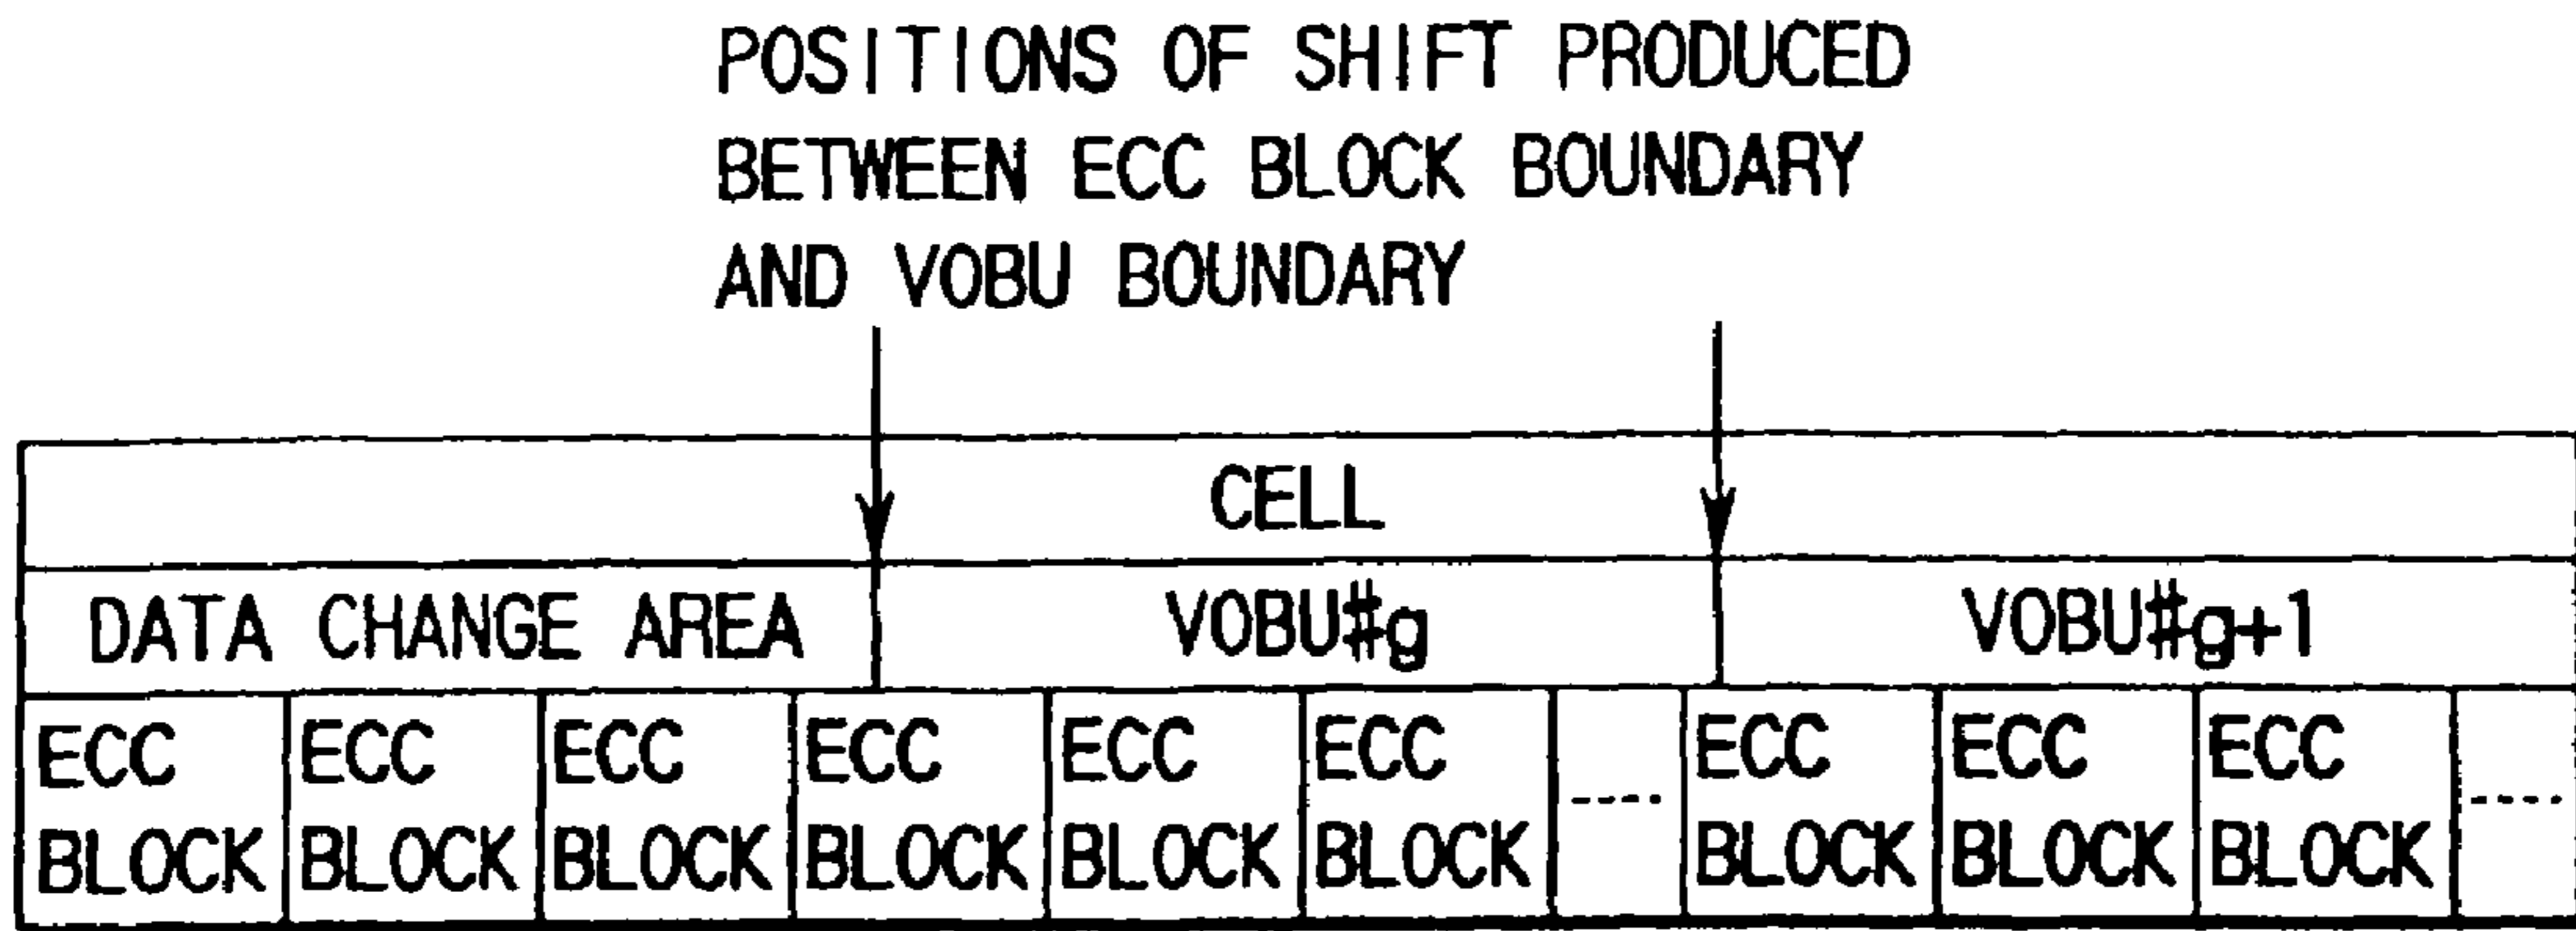 POSITIONS OF SHIFT PRODUCED
BETWEEN ECC BLOCK BOUNDARY
AND VOBU BOUNDARY
CELL
DATA CHANGE AREA VOBU#g VOBU#g+1
ECC ECC ECC ECC ECC ECC ---- ECC ECC ECC ----
BLOCK BLOCK BLOCK BLOCK BLOCK BLOCK BLOCK BLOCK BLOCK